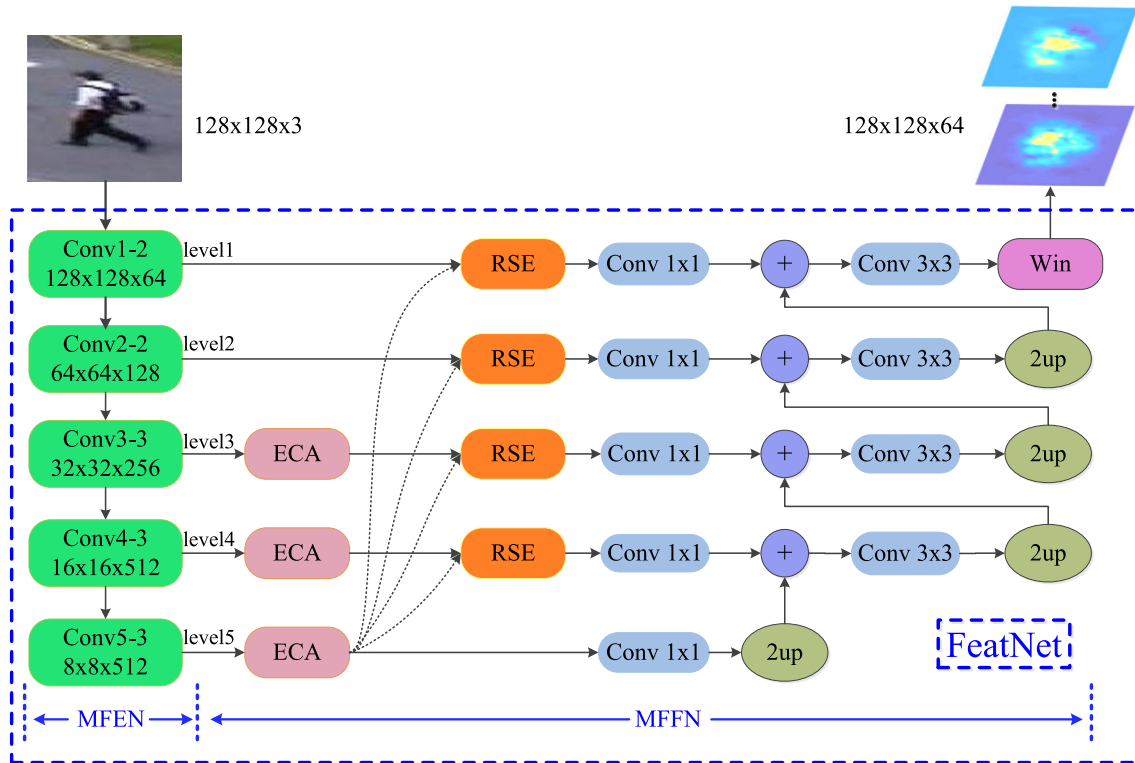 128x128x3
128x128x64
Conv1-2
128x128x64
level1
RSE
Conv 1x1
+
Conv 3x3
Win
Conv2-2
64x64x128
level2
RSE
Conv 1x1
+
Conv 3x3
2up
Conv3-3
32x32x256
level3
ECA
RSE
Conv 1x1
+
Conv 3x3
2up
Conv4-3
16x16x512
level4
ECA
RSE
Conv 1x1
+
Conv 3x3
2up
Conv5-3
8x8x512
level5
ECA
Conv 1x1
2up
FeatNet
MFEN
MFFN